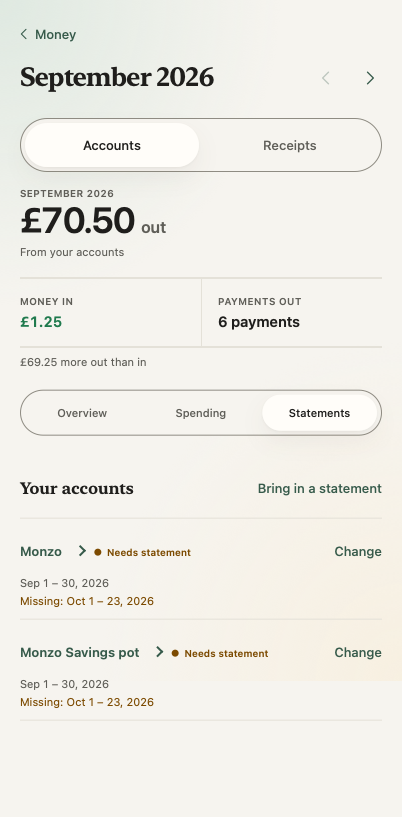 Money
September 2026
Accounts
Receipts
SEPTEMBER 2026
£70.50 out
From your accounts
MONEY IN
£1.25
PAYMENTS OUT
6 payments
£69.25 more out than in
Overview
Spending
Statements
Your accounts
Bring in a statement
Monzo
Needs statement
Change
Sep 1 – 30, 2026
Missing: Oct 1 – 23, 2026
Monzo Savings pot
Needs statement
Change
Sep 1 – 30, 2026
Missing: Oct 1 – 23, 2026